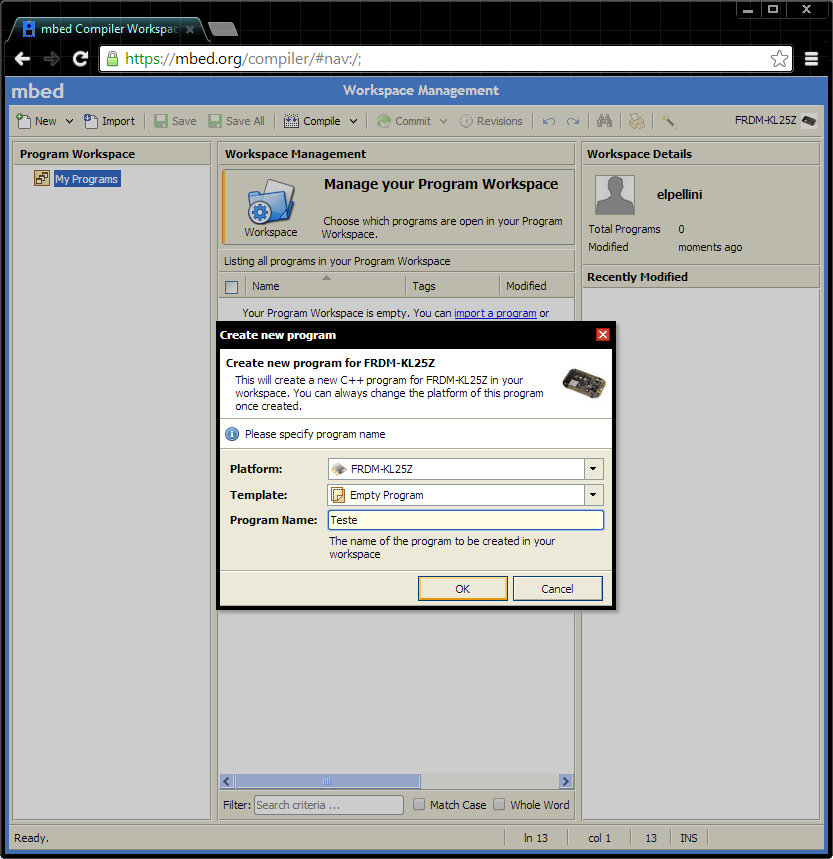 mbed Compiler Workspac
https://mbed.org/compiler/#nav:/;
mbed
Workspace Management
New
Import
Save
Save All
Compile
Commit
Revisions
FRDM-KL25Z
Program Workspace
My Programs
Workspace Management
Workspace
Manage your Program Workspace
Choose which programs are open in your Program
Workspace.
Listing all programs in your Program Workspace
Name
Tags
Modified
Your Program Workspace is empty. You can import a program or
Workspace Details
elpellini
Total Programs 0
Modified moments ago
Recently Modified
Create new program
Create new program for FRDM-KL25Z
This will create a new C++ program for FRDM-KL25Z in your
workspace. You can always change the platform of this program
once created.
Please specify program name
Platform: FRDM-KL25Z
Template: Empty Program
Program Name: Teste
The name of the program to be created in your
workspace
OK
Cancel
Filter: Search criteria ...
Match Case
Whole Word
Ready.
ln 13
col 1
13
INS